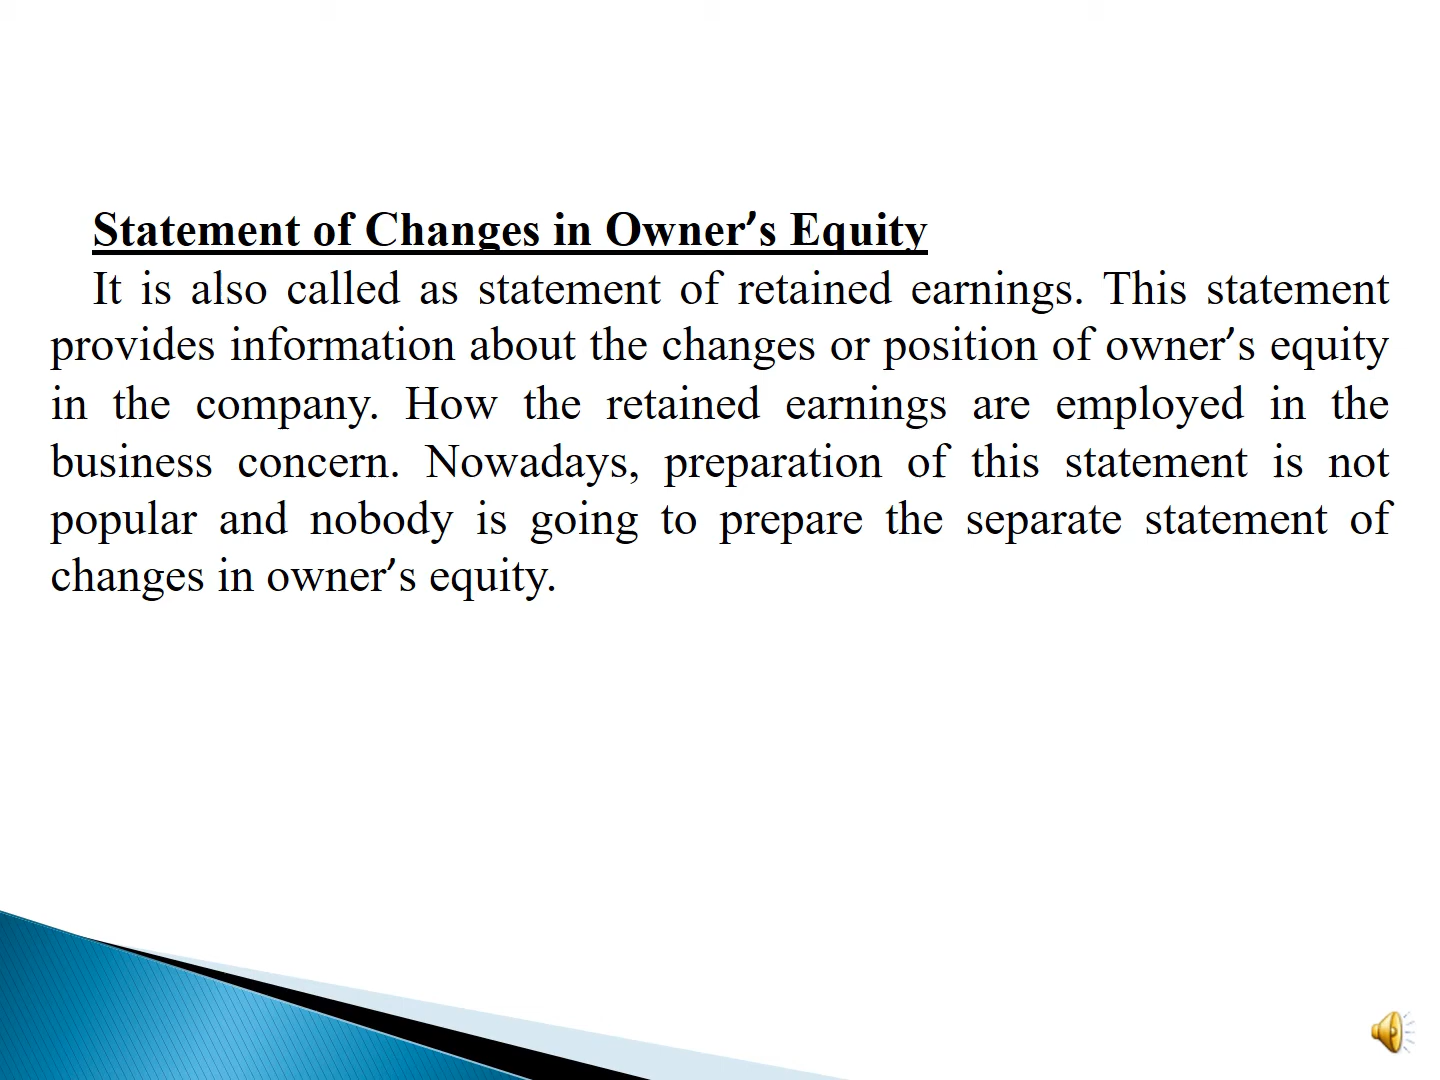 Statement of Changes in Owner’s Equity
It is also called as statement of retained earnings. This statement
provides information about the changes or position of owner’s equity
in the company. How the retained earnings are employed in the
business concern. Nowadays, preparation of this statement is not
popular and nobody is going to prepare the separate statement of
changes in owner’s equity.